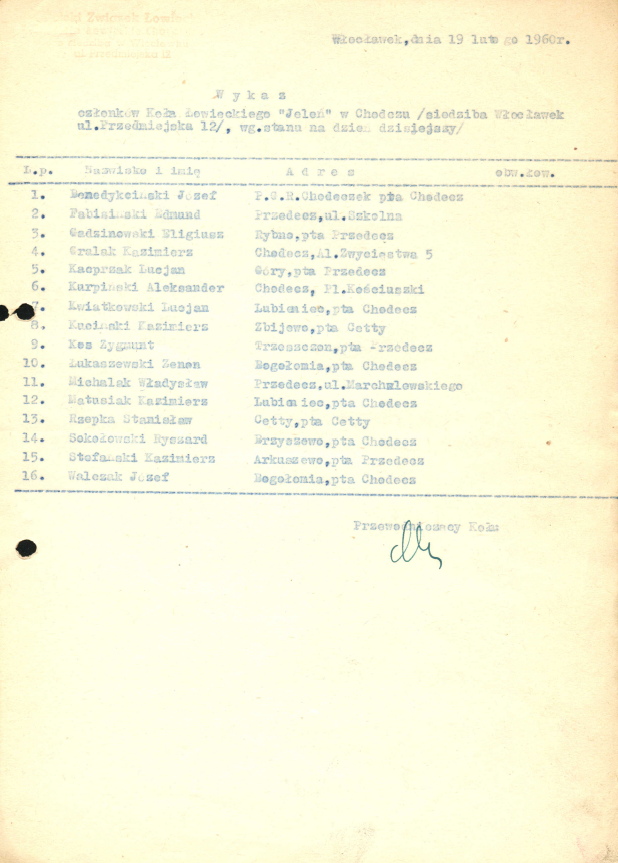 Związek Łowiecki
Włocławek, dnia 19 lutego 1960r.
W y k a z
członków Koła Łowieckiego "Jeleń" w Chodczu /siedziba Włocławek
ul.Przedmiejska 12/, wg.stanu na dzień dzisiejszy/
L.p. Nazwisko i imię A d r e s obw.łow.
1. Benedykciński Józef P.G.R.Chodeczek pta Chodecz
2. Fabisiński Edmund Przedecz,ul.Szkolna
3. Gadzinowski Eligiusz Rybno,pta Przedecz
4. Gralak Kazimierz Chodecz,Al.Zwycięstwa 5
5. Kacprzak Lucjan Góry,pta Przedecz
6. Karpiński Aleksander Chodecz, Pl.Kościuszki
7. Kwiatkowski Lucjan Lubieniec,pta Chodecz
8. Kuciński Kazimierz Zbijewo,pta Cetty
9. Kos Zygmunt Trzeszczon,pta Przedecz
10. Łukaszewski Zenon Bogołomia,pta Chodecz
11. Michalak Władysław Przedecz,ul.Marchlewskiego
12. Matusiak Kazimierz Lubieniec,pta Chodecz
13. Rzepka Stanisław Cetty,pta Cetty
14. Sokołowski Ryszard Brzyszewo,pta Chodecz
15. Stefański Kazimierz Arkuszewo,pta Przedecz
16. Walczak Józef Bogołomia,pta Chodecz
Przewodniczący Koła: